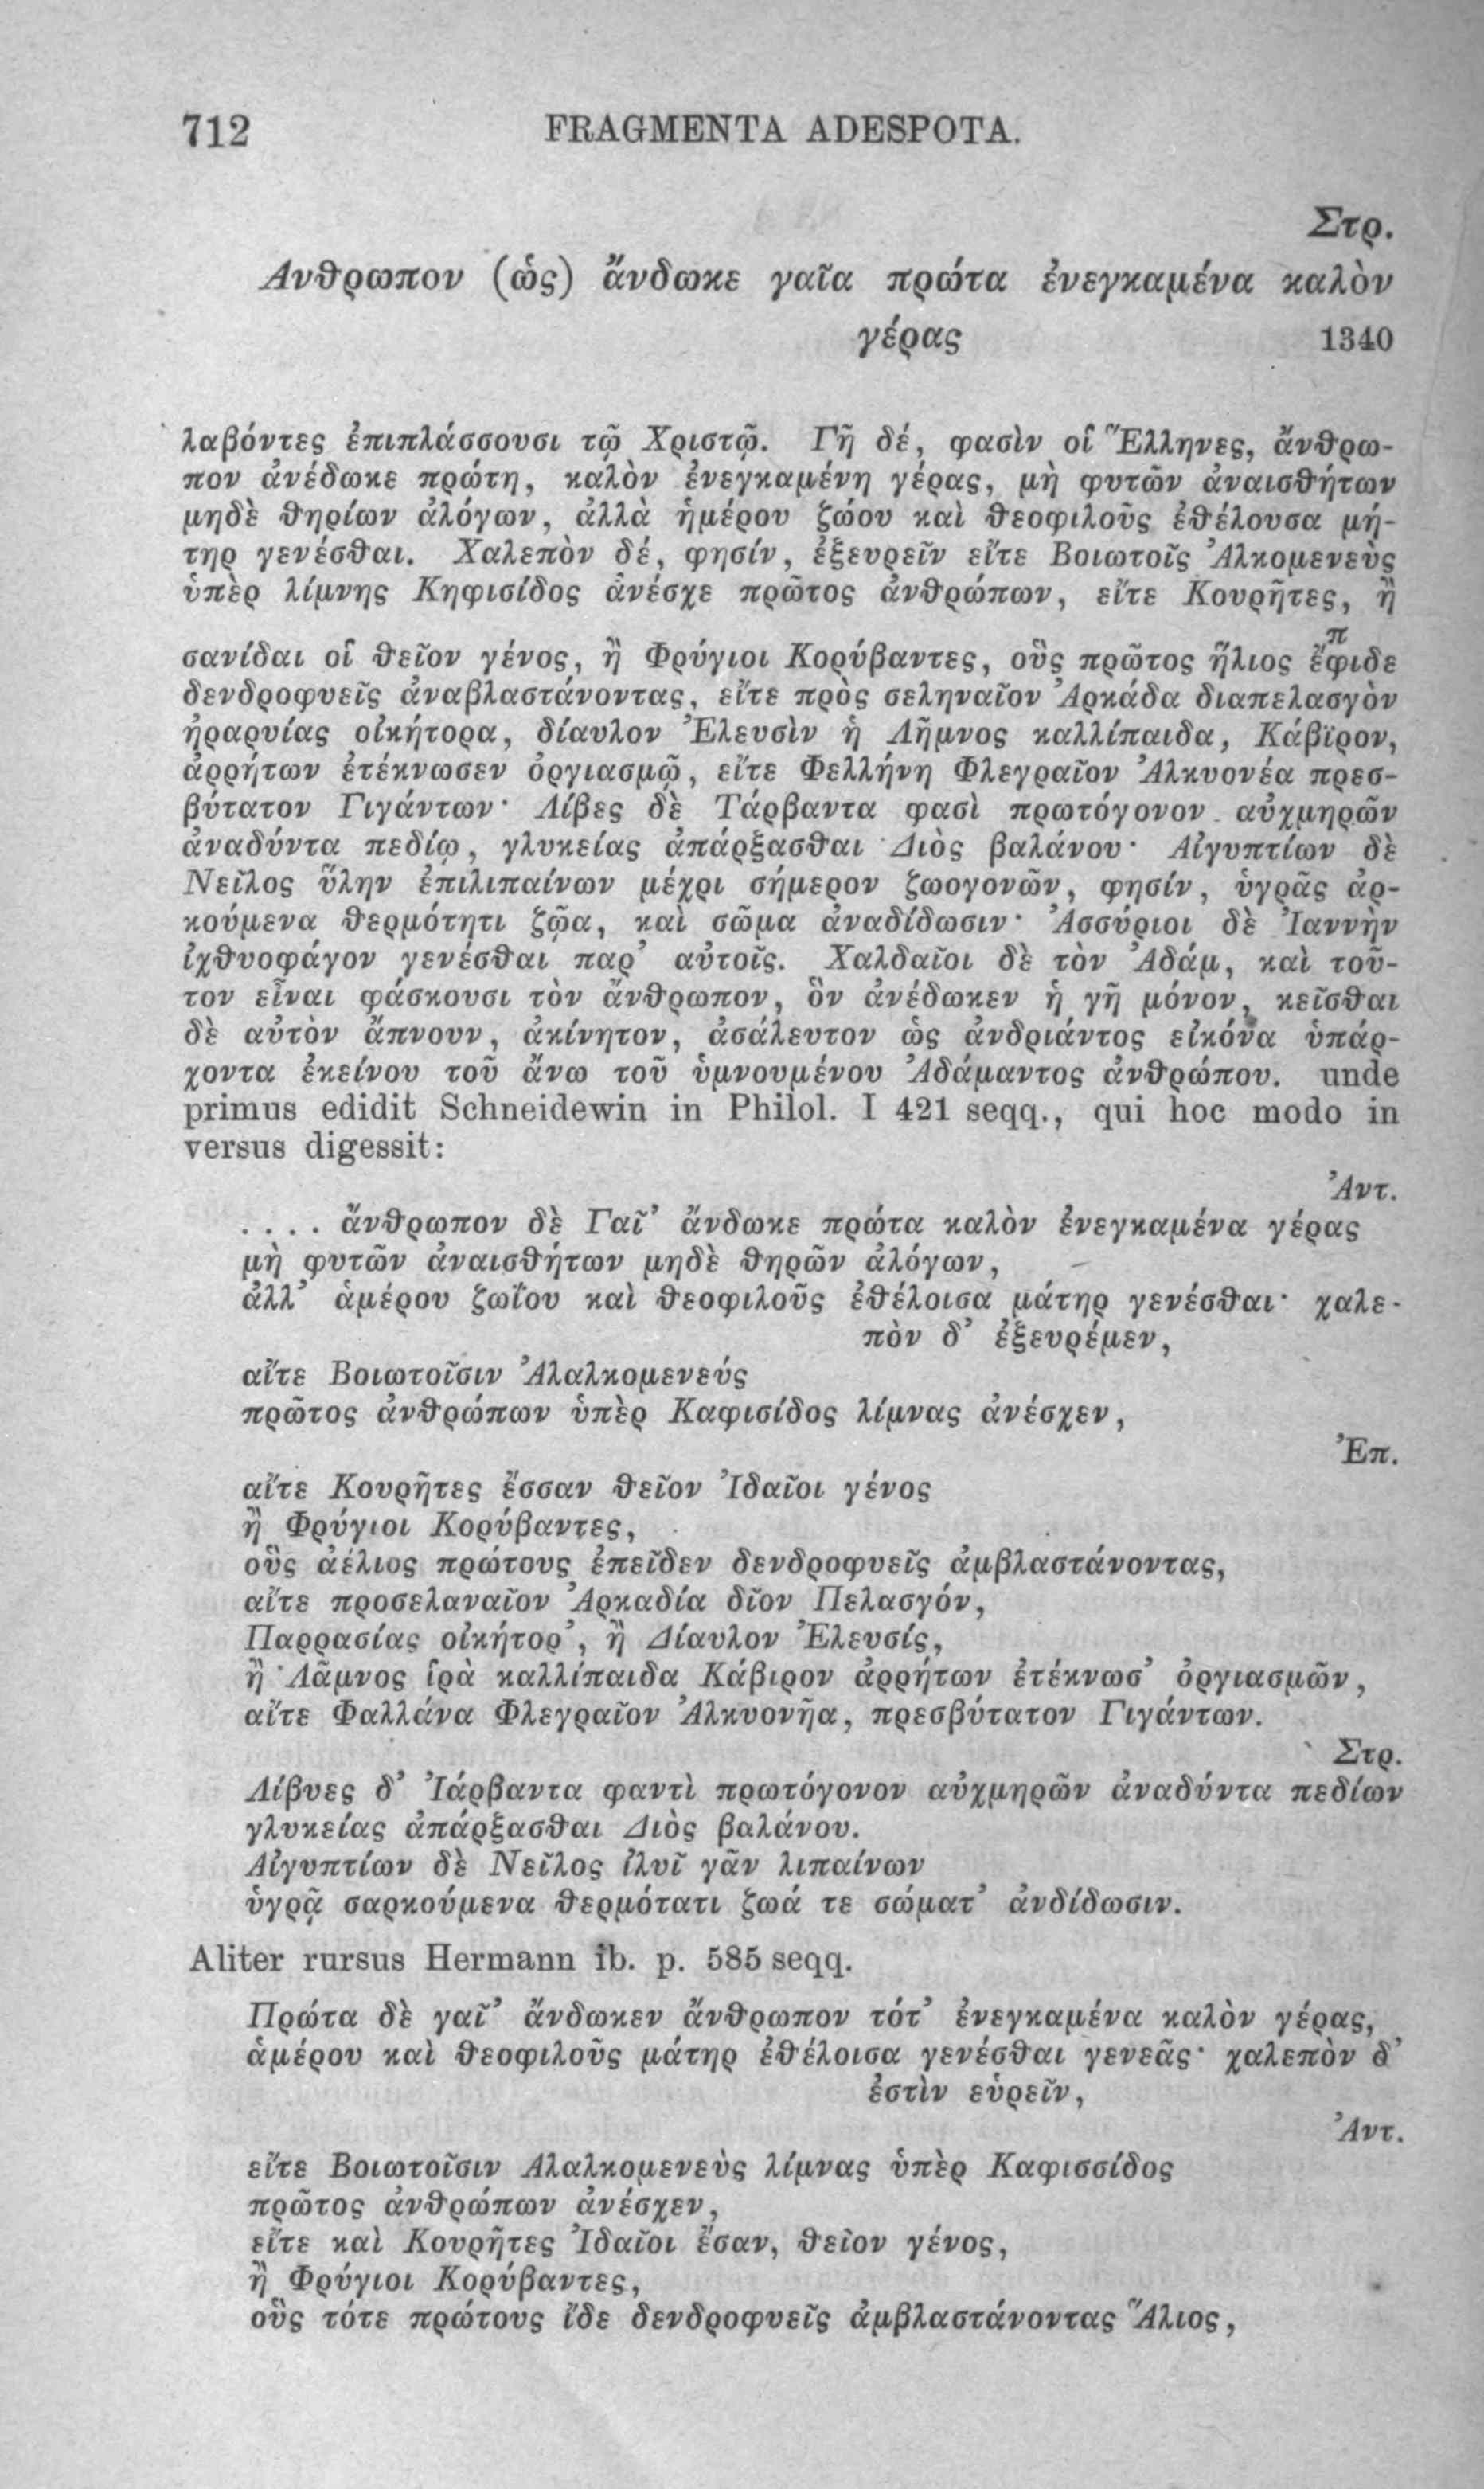 712 FRAGMENTA ADESPOTA.
Στρ.
Ανθρωπον (ὡς) ἄνδωκε γαῖα πρώτα ἐνεγκαμένα καλὸν
γέρας 1340
λαβόντες ἐπιπλάσσουσι τῷ Χριστῷ. Γῆ δέ, φασὶν οἱ Ἕλληνες, ἄνθρω-
πον ἀνέδωκε πρώτη, καλὸν ἐνεγκαμένη γέρας, μὴ φυτῶν ἀναισθήτων
μηδὲ θηρίων ἀλόγων, ἀλλὰ ἡμέρου ζώου καὶ θεοφιλοῦς ἐθέλουσα μή-
τηρ γενέσθαι. Χαλεπὸν δέ, φησίν, ἐξευρεῖν εἴτε Βοιωτοῖς Ἀλκομενεὺς
ὑπὲρ λίμνης Κηφισίδος ἀνέσχε πρῶτος ἀνθρώπων, εἴτε Κουρῆτες, ἢ
π
σανίδαι οἱ θεῖον γένος, ἢ Φρύγιοι Κορύβαντες, οὓς πρῶτος ἥλιος ἔφιδε
δενδροφυεῖς ἀναβλαστάνοντας, εἴτε πρὸς σεληναῖον Ἀρκάδα διαπελασγὸν
ἠραρυίας οἰκήτορα, δίαυλον Ἐλευσὶν ἡ Λῆμνος καλλίπαιδα, Κάβϊρον,
ἀρρήτων ἐτέκνωσεν ὀργιασμῷ, εἴτε Φελλήνη Φλεγραῖον Ἀλκυονέα πρεσ-
βύτατον Γιγάντων· Λίβες δὲ Τάρβαντα φασὶ πρωτόγονον αὐχμηρῶν
ἀναδύντα πεδίῳ, γλυκείας ἀπάρξασθαι Διὸς βαλάνου· Αἰγυπτίων δὲ
Νεῖλος ὕλην ἐπιλιπαίνων μέχρι σήμερον ζωογονῶν, φησίν, ὑγρᾶς ἀρ-
κούμενα θερμότητι ζῷα, καὶ σῶμα ἀναδίδωσιν· Ἀσσύριοι δὲ Ἰαννὴν
ἰχθυοφάγον γενέσθαι παρ’ αὐτοῖς. Χαλδαῖοι δὲ τὸν Ἀδάμ, καὶ τοῦ-
τον εἶναι φάσκουσι τὸν ἄνθρωπον, ὃν ἀνέδωκεν ἡ γῆ μόνον, κεῖσθαι
δὲ αὐτὸν ἄπνουν, ἀκίνητον, ἀσάλευτον ὡς ἀνδριάντος εἰκόνα ὑπάρ-
χοντα ἐκείνου τοῦ ἄνω τοῦ ὑμνουμένου Ἀδάμαντος ἀνθρώπου. unde
primus edidit Schneidewin in Philol. I 421 seqq., qui hoc modo in
versus digessit:
Ἀντ.
.... ἄνθρωπον δὲ Γαῖ’ ἄνδωκε πρώτα καλὸν ἐνεγκαμένα γέρας
μὴ φυτῶν ἀναισθήτων μηδὲ θηρῶν ἀλόγων,
ἀλλ’ ἁμέρου ζωΐου καὶ θεοφιλοῦς ἐθέλοισα μάτηρ γενέσθαι· χαλε-
πὸν δ’ ἐξευρέμεν,
αἴτε Βοιωτοῖσιν Ἀλαλκομενεύς
πρῶτος ἀνθρώπων ὑπὲρ Καφισίδος λίμνας ἀνέσχεν,
Ἐπ.
αἴτε Κουρῆτες ἔσσαν θεῖον Ἰδαῖοι γένος
ἢ Φρύγιοι Κορύβαντες,
οὓς ἀέλιος πρώτους ἐπεῖδεν δενδροφυεῖς ἀμβλαστάνοντας,
αἴτε προσελαναῖον Ἀρκαδία δῖον Πελασγόν,
Παρρασίας οἰκήτορ’, ἢ Δίαυλον Ἐλευσίς,
ἢ Λᾶμνος ἱρὰ καλλίπαιδα Κάβιρον ἀρρήτων ἐτέκνωσ’ ὀργιασμῶν,
αἴτε Φαλλάνα Φλεγραῖον Ἀλκυονῆα, πρεσβύτατον Γιγάντων.
Στρ.
Λίβυες δ’ Ἰάρβαντα φαντὶ πρωτόγονον αὐχμηρῶν ἀναδύντα πεδίων
γλυκείας ἀπάρξασθαι Διὸς βαλάνου.
Αἰγυπτίων δὲ Νεῖλος ἰλυῖ γᾶν λιπαίνων
ὑγρᾷ σαρκούμενα θερμότατι ζωά τε σώματ’ ἀνδίδωσιν.
Aliter rursus Hermann ib. p. 585 seqq.
Πρώτα δὲ γαῖ’ ἄνδωκεν ἄνθρωπον τότ’ ἐνεγκαμένα καλὸν γέρας,
ἁμέρου καὶ θεοφιλοῦς μάτηρ ἐθέλοισα γενέσθαι γενεᾶς· χαλεπὸν δ’
ἐστὶν εὑρεῖν,
Ἀντ.
εἴτε Βοιωτοῖσιν Αλαλκομενεὺς λίμνας ὑπὲρ Καφισσίδος
πρῶτος ἀνθρώπων ἀνέσχεν,
εἴτε καὶ Κουρῆτες Ἰδαῖοι ἔσαν, θεῖον γένος,
ἢ Φρύγιοι Κορύβαντες,
οὓς τότε πρώτους ἴδε δενδροφυεῖς ἀμβλαστάνοντας Ἅλιος,